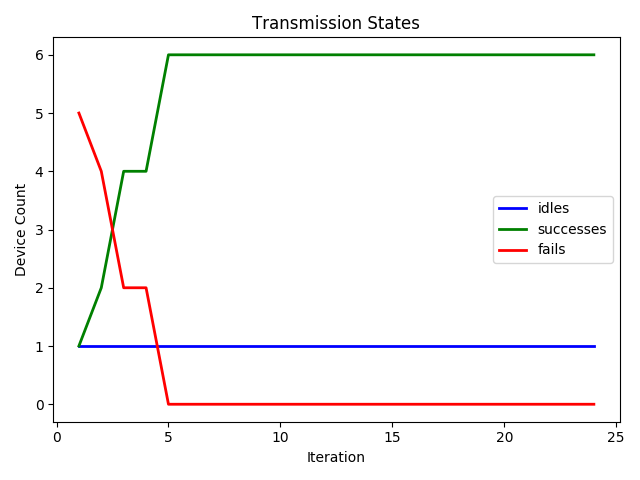 Transmission States
6
5
4
3
2
1
0
Device Count
idles
successes
fails
0 5 10 15 20 25
Iteration